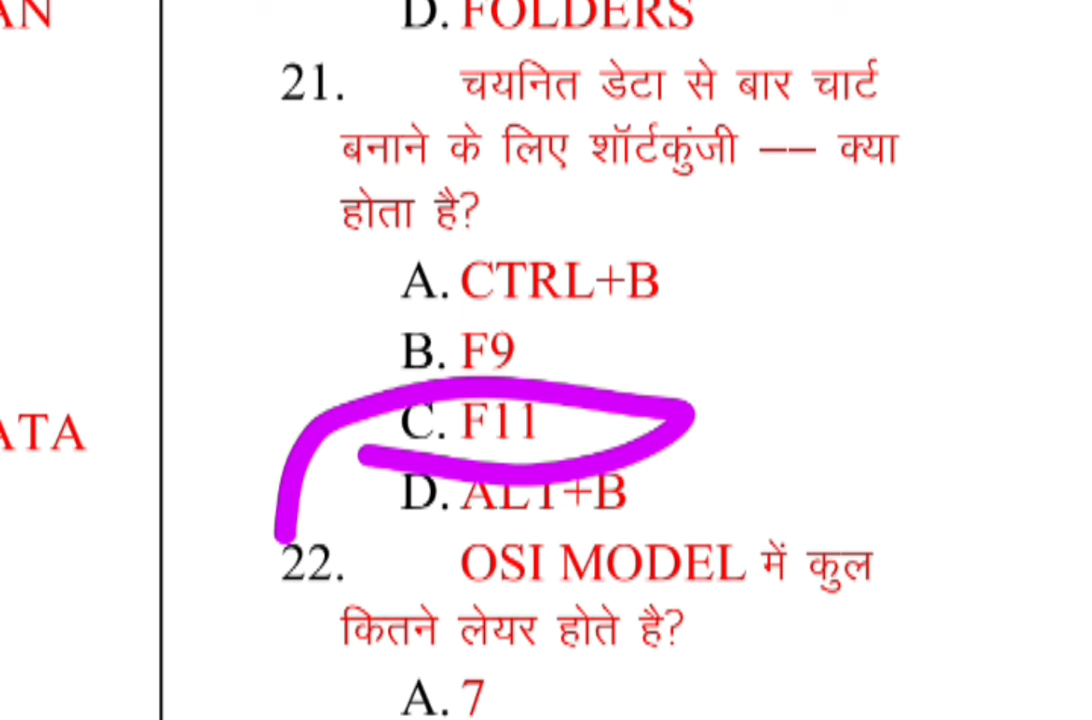 AN
D. FOLDERS
21. चयनित डेटा से बार चार्ट
बनाने के लिए शॉर्टकुंजी –– क्या
होता है?
A. CTRL+B
B. F9
C. F11
ATA
D. ALT+B
22. OSI MODEL में कुल
कितने लेयर होते है?
A. 7